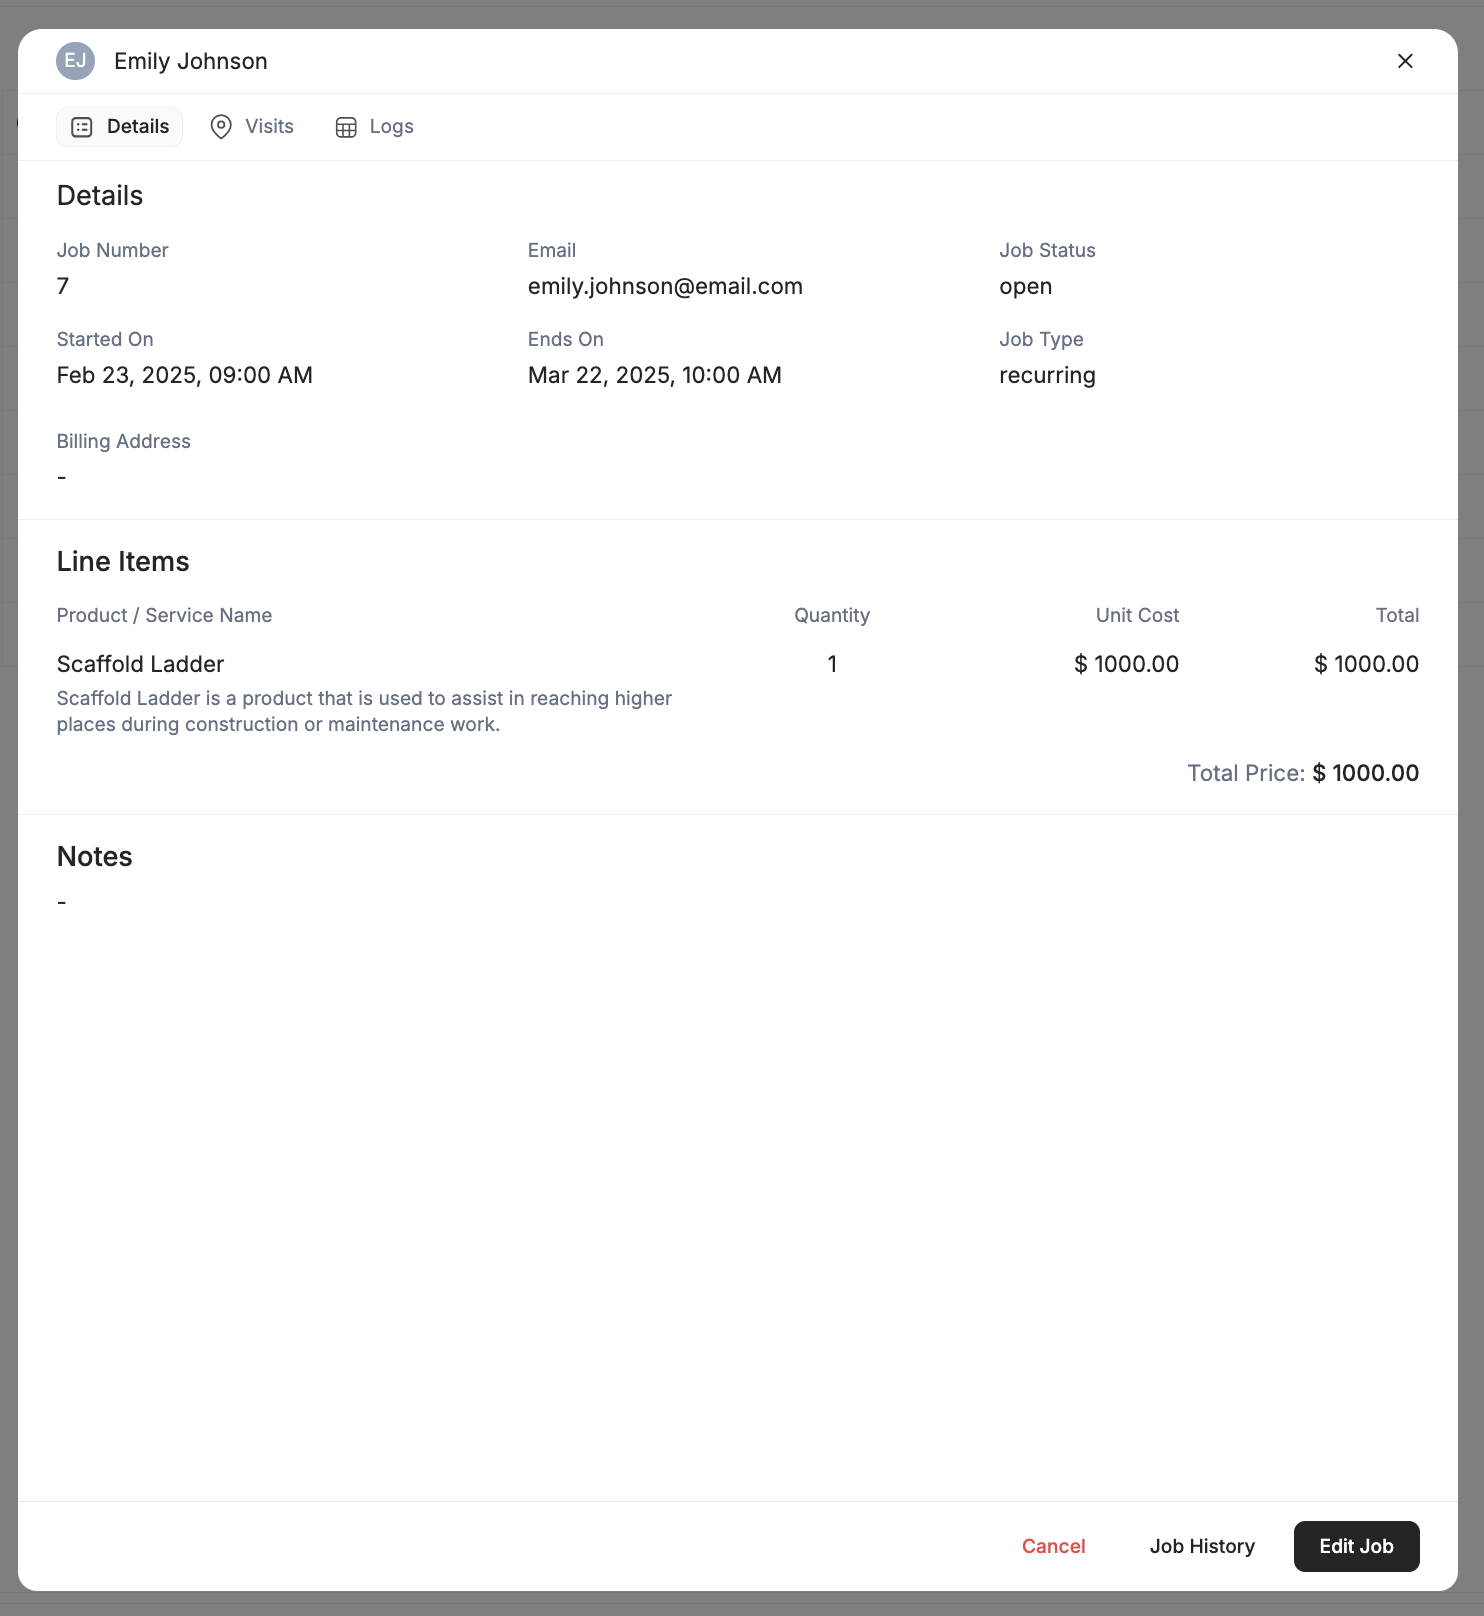 EJ Emily Johnson
Details Visits Logs
Details
Job Number Email Job Status
7 emily.johnson@email.com open
Started On Ends On Job Type
Feb 23, 2025, 09:00 AM Mar 22, 2025, 10:00 AM recurring
Billing Address
-
Line Items
Product / Service Name Quantity Unit Cost Total
Scaffold Ladder 1 $ 1000.00 $ 1000.00
Scaffold Ladder is a product that is used to assist in reaching higher
places during construction or maintenance work.
Total Price: $ 1000.00
Notes
-
Cancel Job History Edit Job